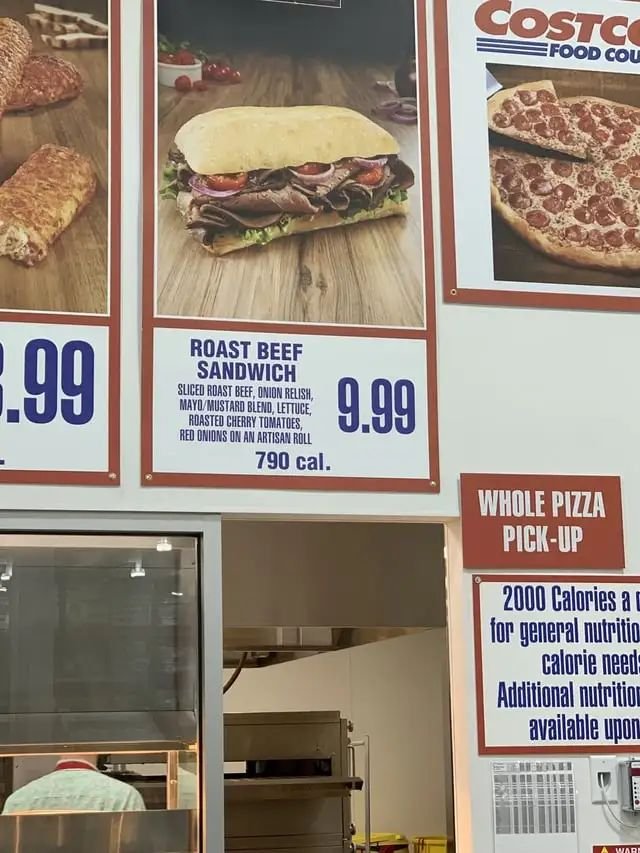 COSTCO
FOOD COU
.99
ROAST BEEF
SANDWICH
SLICED ROAST BEEF, ONION RELISH,
MAYO/MUSTARD BLEND, LETTUCE,
ROASTED CHERRY TOMATOES,
RED ONIONS ON AN ARTISAN ROLL
9.99
790 cal.
WHOLE PIZZA
PICK-UP
2000 Calories a
for general nutritio
calorie need
Additional nutrition
available upon
WARN